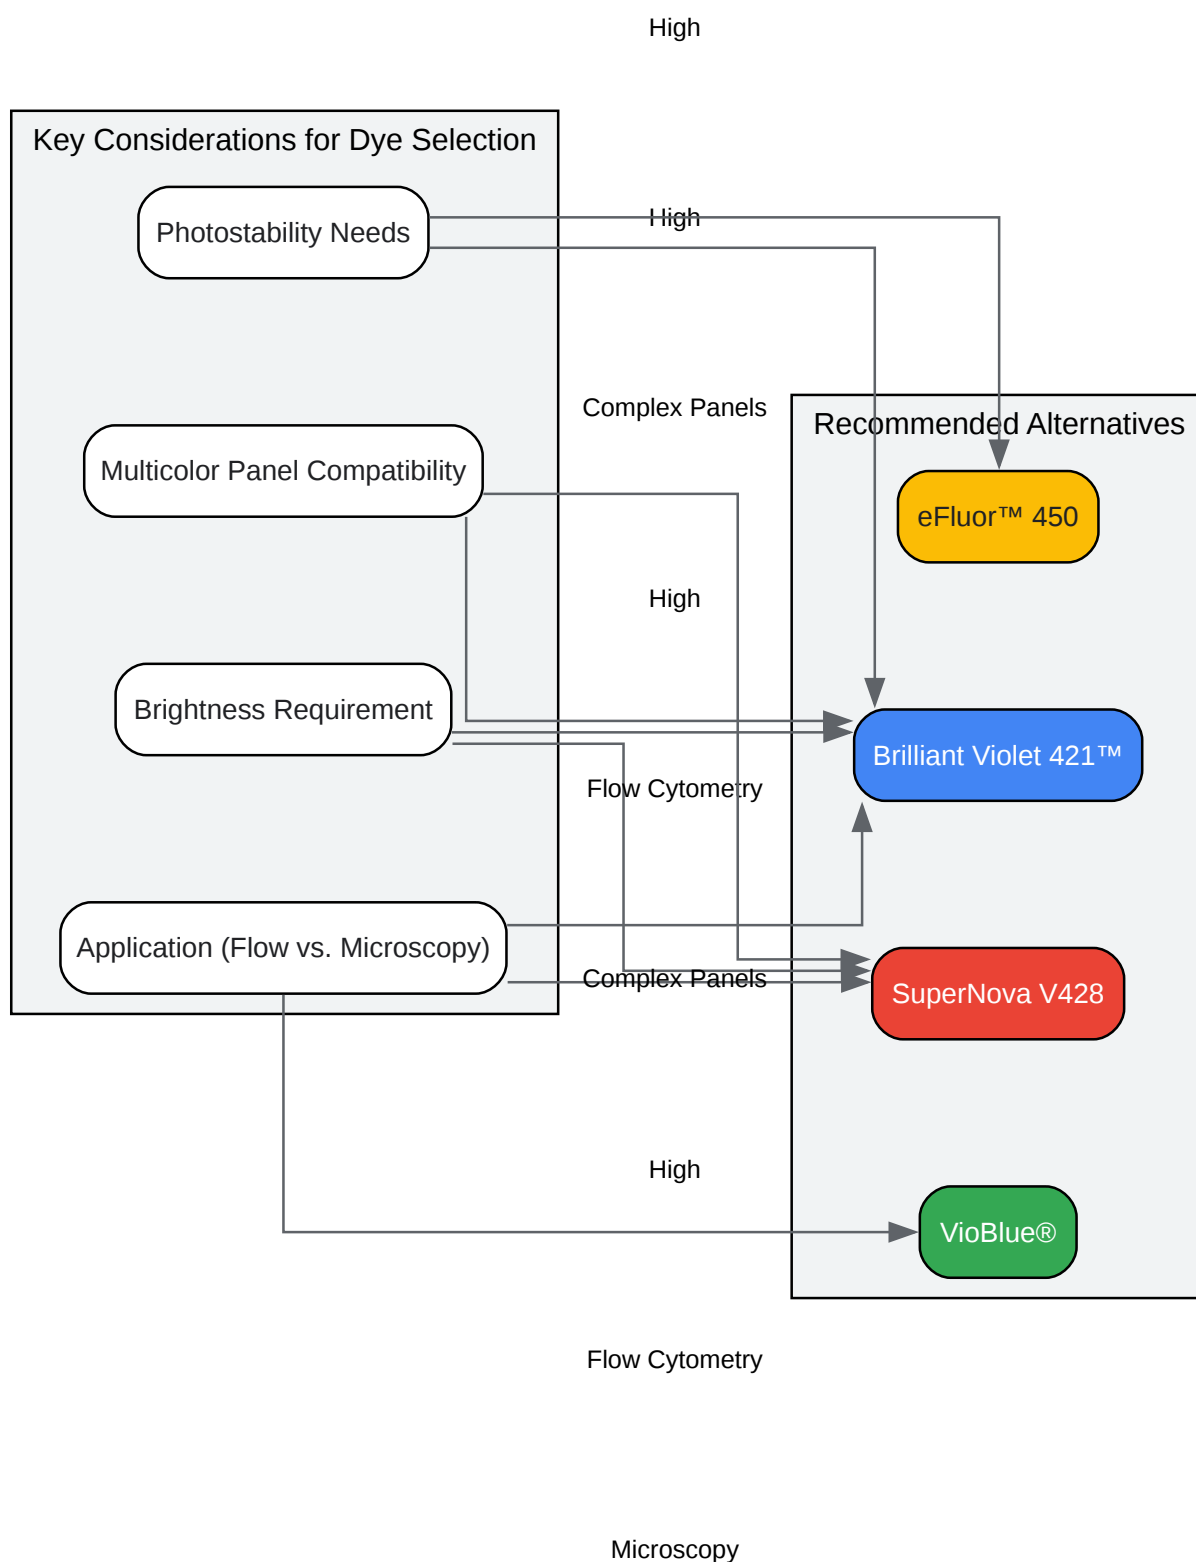 High
Key Considerations for Dye Selection
Photostability Needs
High
Complex Panels
Recommended Alternatives
Multicolor Panel Compatibility
eFluor™ 450
High
Brightness Requirement
Brilliant Violet 421™
Flow Cytometry
Application (Flow vs. Microscopy)
Complex Panels
SuperNova V428
High
VioBlue®
Flow Cytometry
Microscopy